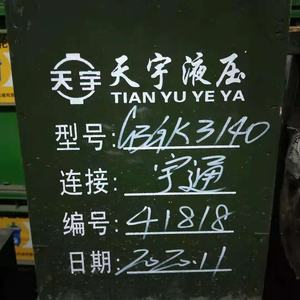 天宇 天宇液压
TIAN YU YE YA
型号: CBGK3140
连接: 宇通
编号: 41818
日期: 2020.11